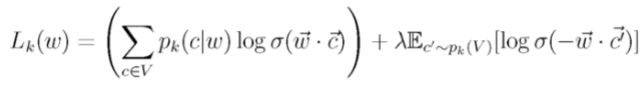 $L_k(w) = \left( \sum_{c \in V} p_k(c|w) \log \sigma(\vec{w} \cdot \vec{c}) \right) + \lambda \mathbb{E}_{c' \sim p_k(V)} [\log \sigma(-\vec{w} \cdot \vec{c'})]$